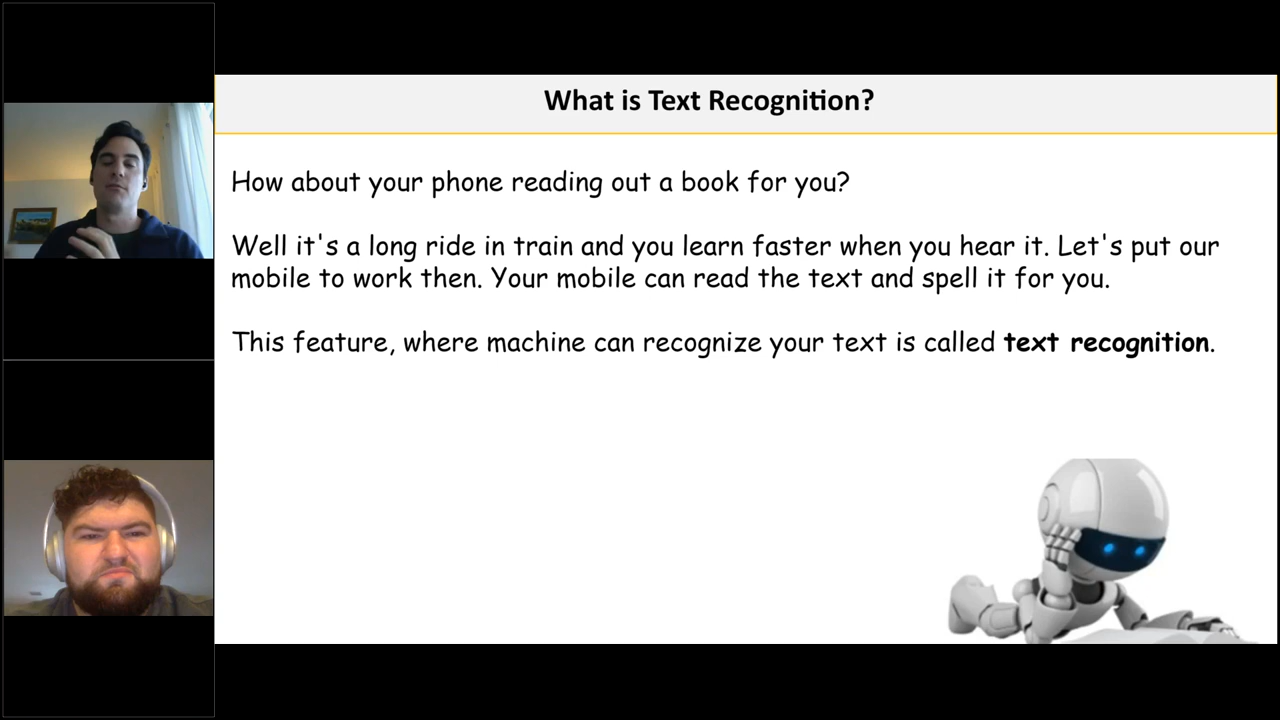 What is Text Recognition?
How about your phone reading out a book for you?
Well it's a long ride in train and you learn faster when you hear it. Let's put our
mobile to work then. Your mobile can read the text and spell it for you.
This feature, where machine can recognize your text is called text recognition.